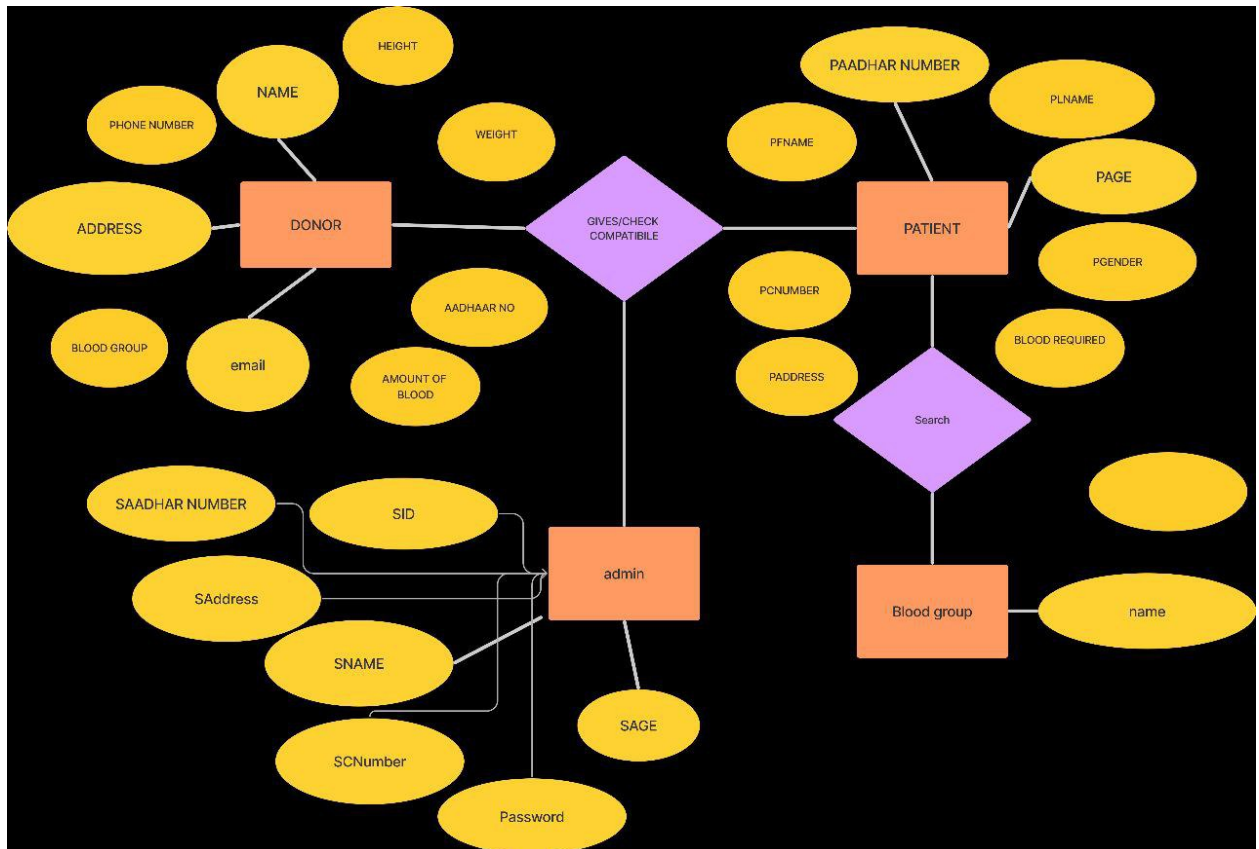 HEIGHT
NAME
PHONE NUMBER
WEIGHT
ADDRESS
DONOR
GIVES/CHECK
COMPATIBILE
BLOOD GROUP
email
AADHAAR NO
AMOUNT OF
BLOOD
PAADHAR NUMBER
PLNAME
PFNAME
PAGE
PATIENT
PGENDER
PCNUMBER
BLOOD REQUIRED
PADDRESS
Search
SAADHAR NUMBER
SID
admin
SAddress
SNAME
SAGE
SCNumber
Password
Blood group
name